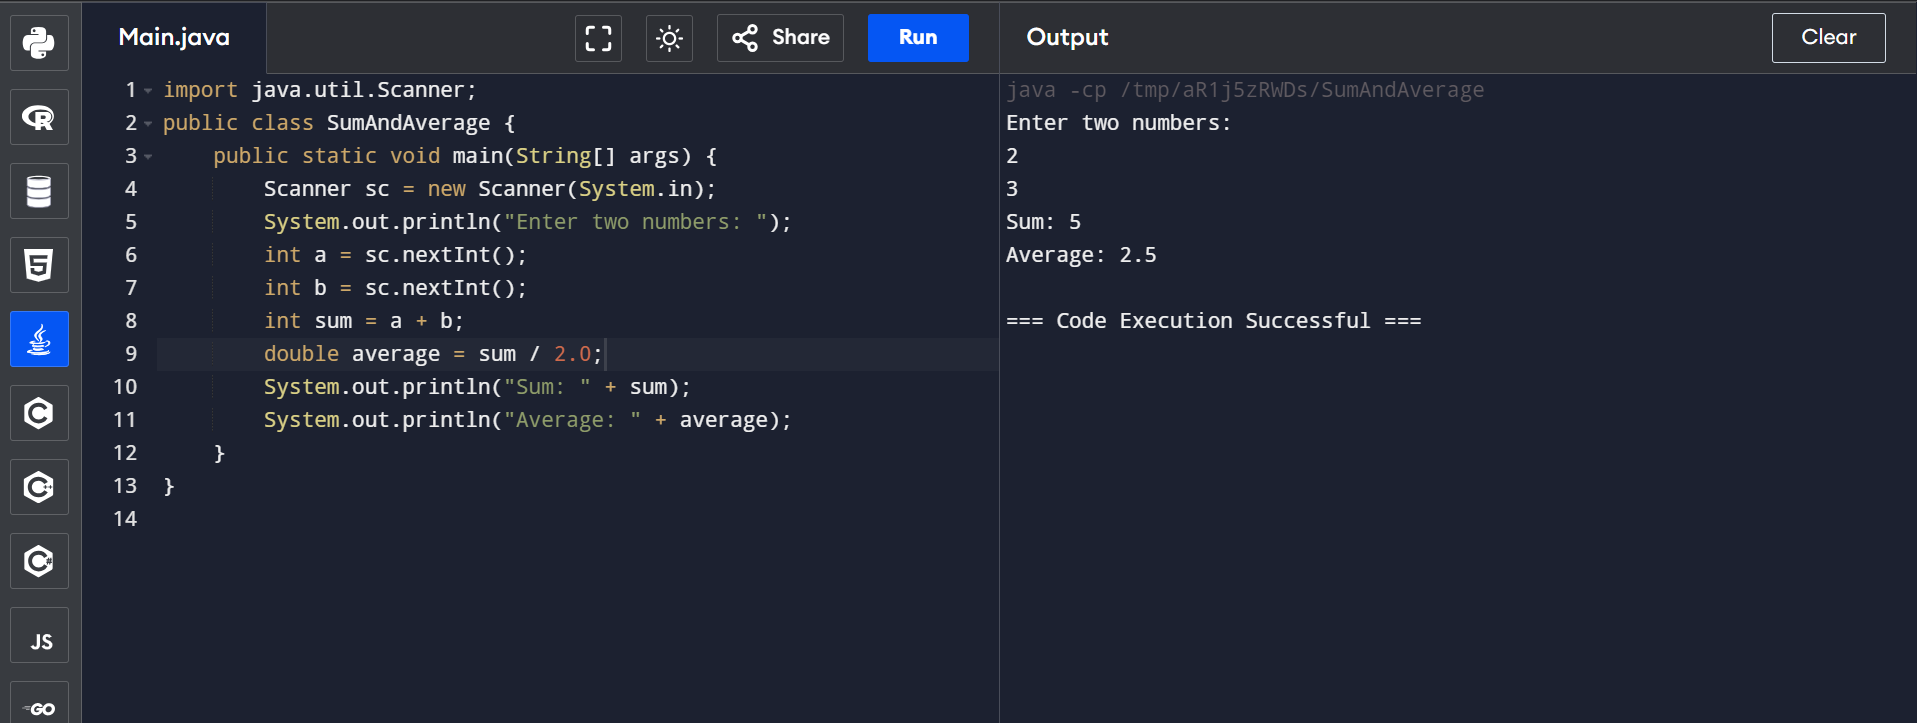 Main.java
Share
Run
Output
Clear
1 import java.util.Scanner;
2 public class SumAndAverage {
3     public static void main(String[] args) {
4         Scanner sc = new Scanner(System.in);
5         System.out.println("Enter two numbers: ");
6         int a = sc.nextInt();
7         int b = sc.nextInt();
8         int sum = a + b;
9         double average = sum / 2.0;
10         System.out.println("Sum: " + sum);
11         System.out.println("Average: " + average);
12     }
13 }
14
java -cp /tmp/aR1j5zRWDs/SumAndAverage
Enter two numbers:
2
3
Sum: 5
Average: 2.5
=== Code Execution Successful ===
R
5
C
C++
C#
JS
GO